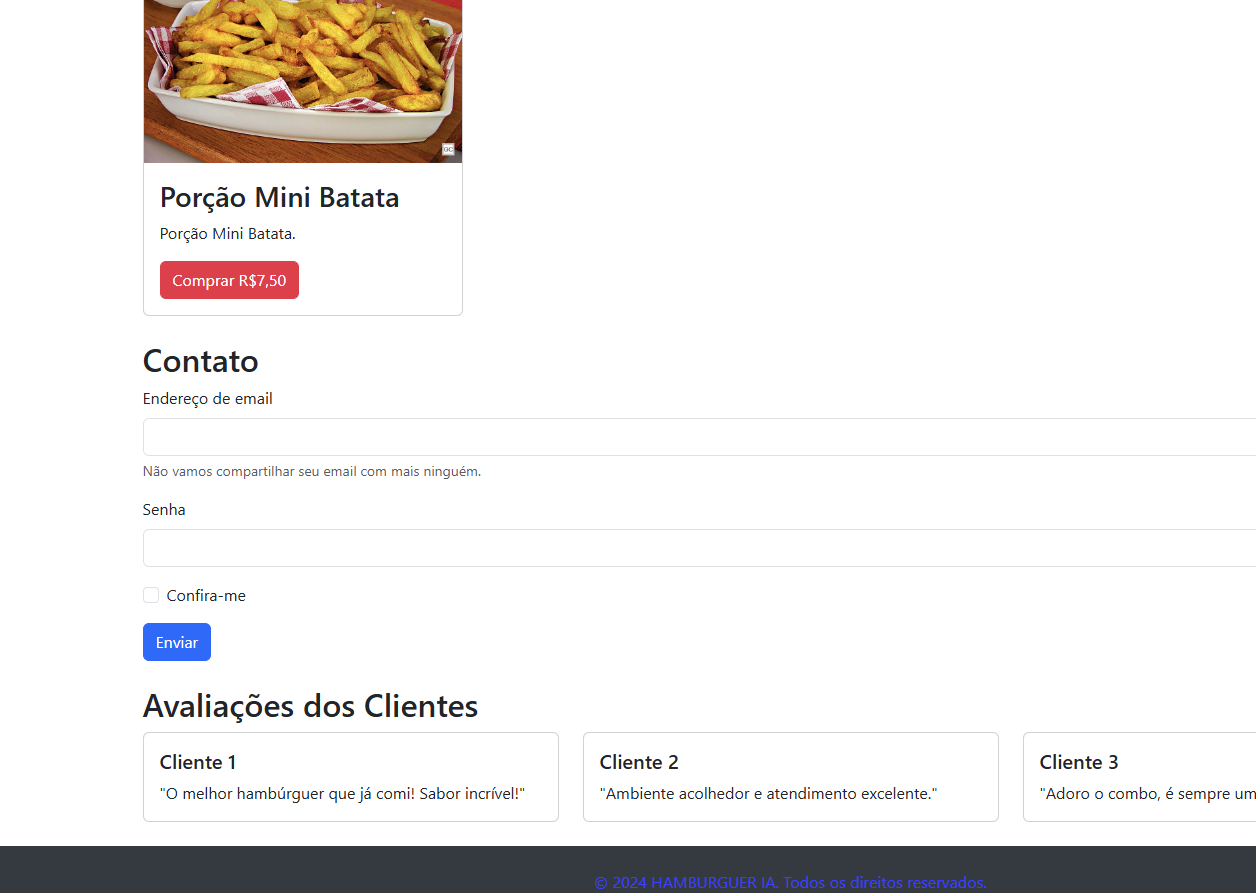 GC
Porção Mini Batata
Porção Mini Batata.
Comprar R$7,50
Contato
Endereço de email
Não vamos compartilhar seu email com mais ninguém.
Senha
Confira-me
Enviar
Avaliações dos Clientes
Cliente 1
"O melhor hambúrguer que já comi! Sabor incrível!"
Cliente 2
"Ambiente acolhedor e atendimento excelente."
Cliente 3
"Adoro o combo, é sempre um
© 2024 HAMBURGUER IA. Todos os direitos reservados.